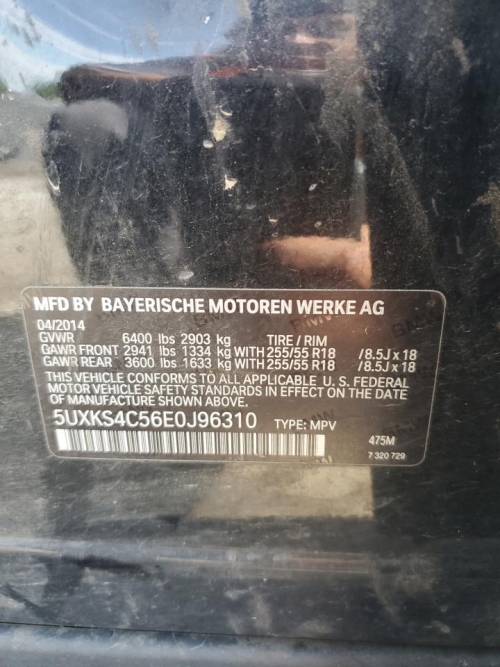 MFD BY BAYERISCHE MOTOREN WERKE AG
04/2014
GVWR 6400 lbs 2903 kg TIRE / RIM
GAWR FRONT 2941 lbs 1334 kg WITH 255/55 R18 / 8.5J x 18
GAWR REAR 3600 lbs 1633 kg WITH 255/55 R18 / 8.5J x 18
THIS VEHICLE CONFORMS TO ALL APPLICABLE U. S. FEDERAL
MOTOR VEHICLE SAFETY STANDARDS IN EFFECT ON THE DATE
OF MANUFACTURE SHOWN ABOVE.
5UXKS4C56E0J96310 TYPE: MPV
475M
7 320 729